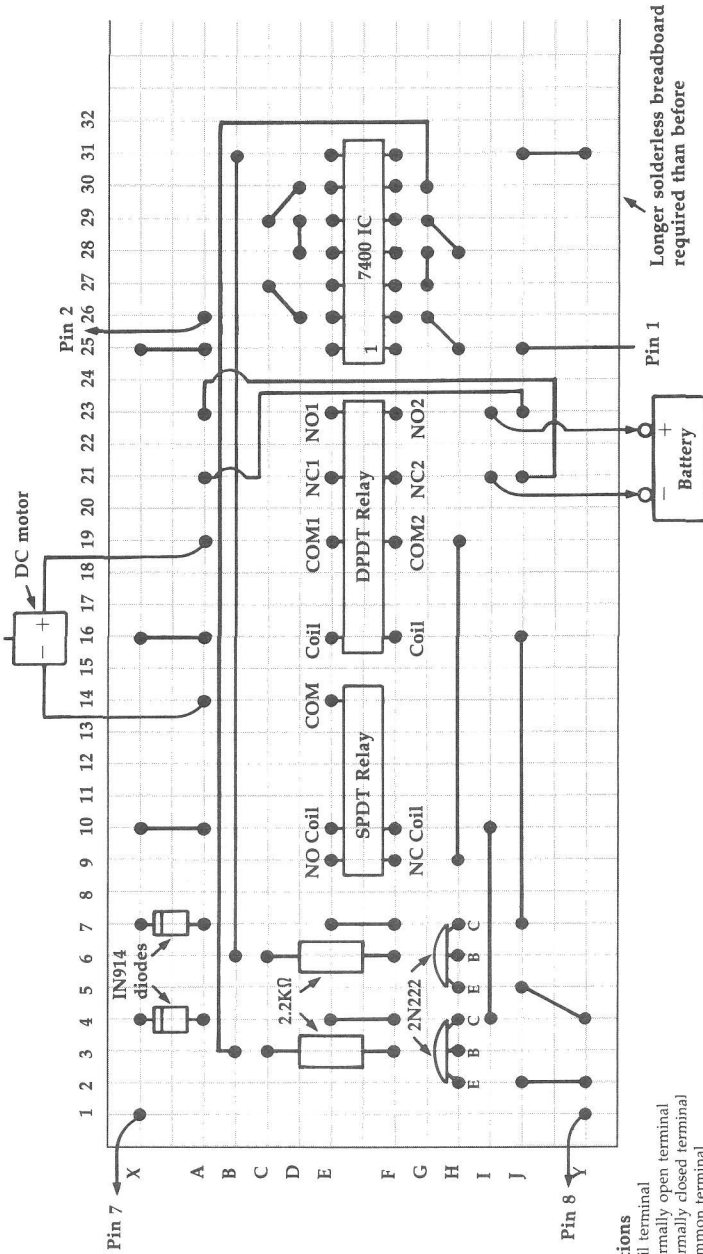 DC motor
− +
Pin 2
1 2 3 4 5 6 7 8 9 10 11 12 13 14 15 16 17 18 19 20 21 22 23 24 25 26 27 28 29 30 31 32
Pin 7
X
A
B
C
D
E
F
G
H
I
J
Y
IN914
diodes
2.2KΩ
2N222
E B C
E B C
NO Coil
COM
SPDT Relay
NC Coil
Coil
COM1
NC1
NO1
DPDT Relay
Coil
COM2
NC2
NO2
1
7400 IC
Pin 8
Pin 1
− +
Battery
Longer solderless breadboard
required than before
tions
il terminal
rmally open terminal
rmally closed terminal
mmon terminal